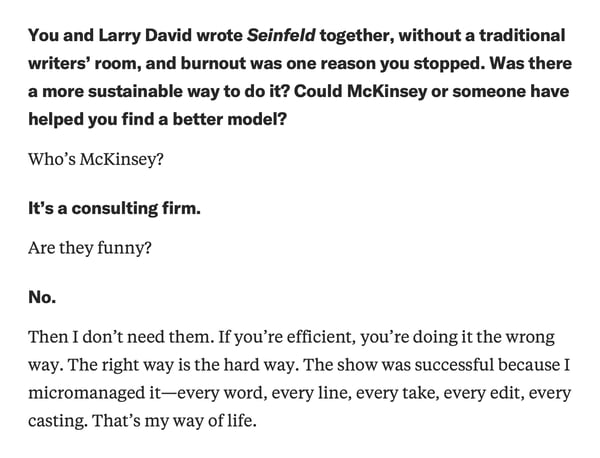 You and Larry David wrote Seinfeld together, without a traditional
writers’ room, and burnout was one reason you stopped. Was there
a more sustainable way to do it? Could McKinsey or someone have
helped you find a better model?
Who’s McKinsey?
It’s a consulting firm.
Are they funny?
No.
Then I don’t need them. If you’re efficient, you’re doing it the wrong
way. The right way is the hard way. The show was successful because I
micromanaged it—every word, every line, every take, every edit, every
casting. That’s my way of life.